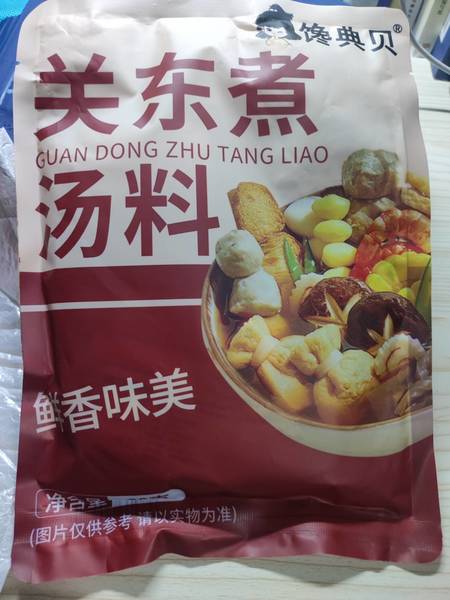 馋典贝®
关东煮
GUAN DONG ZHU TANG LIAO
汤料
鲜香味美
净含量
(图片仅供参考 请以实物为准)